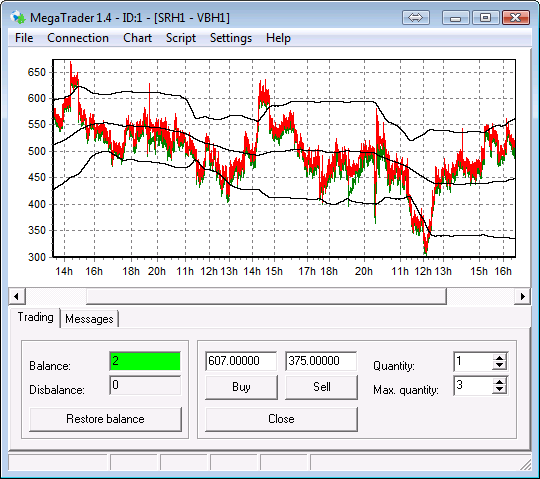 MegaTrader 1.4 - ID:1 - [SRH1 - VBH1]
File Connection Chart Script Settings Help
650
600
550
500
450
400
350
300
14h 16h 18h 20h 11h 12h 13h 14h 15h 17h 18h 20h 11h 12h 13h 15h 16h
Trading Messages
Balance: 2 607.00000 375.00000 Quantity: 1
Disbalance: 0 Buy Sell Max. quantity: 3
Restore balance Close